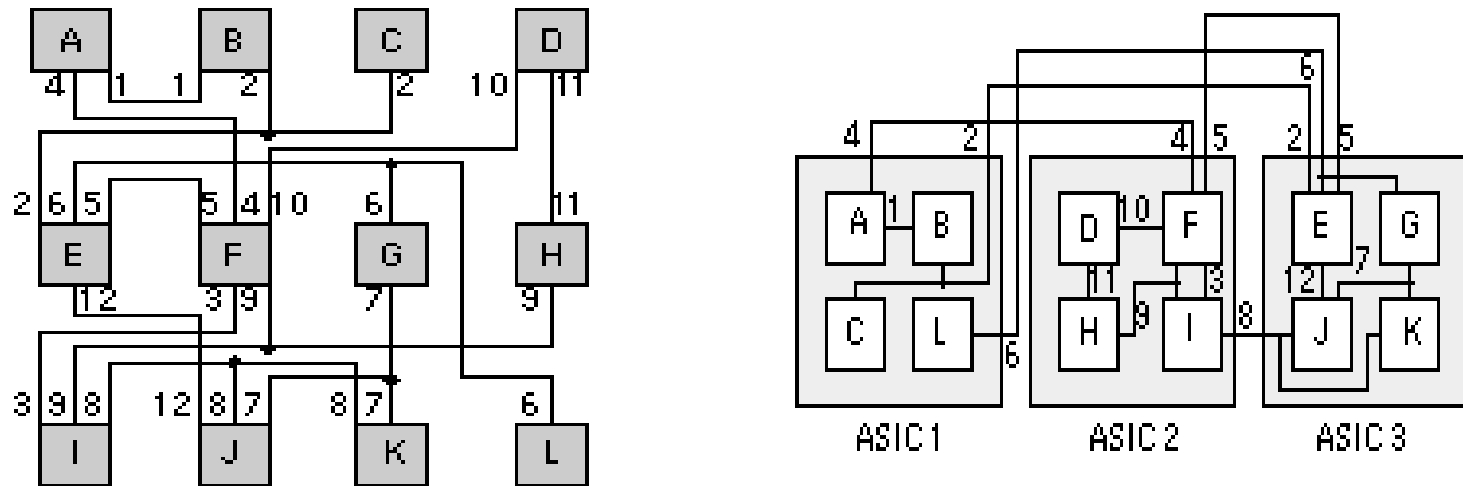 A B C D
4 1 1 2 2 10 11
2 6 5 5 4 10 6 11
E F G H
12 3 9 7 9
3 9 8 12 8 7 8 7 6
I J K L
6
4 2 4 5 2 5
A 1 B D 10 F E G
11 3 12 7
C L H 9 I 8 J K
6
ASIC 1 ASIC 2 ASIC 3